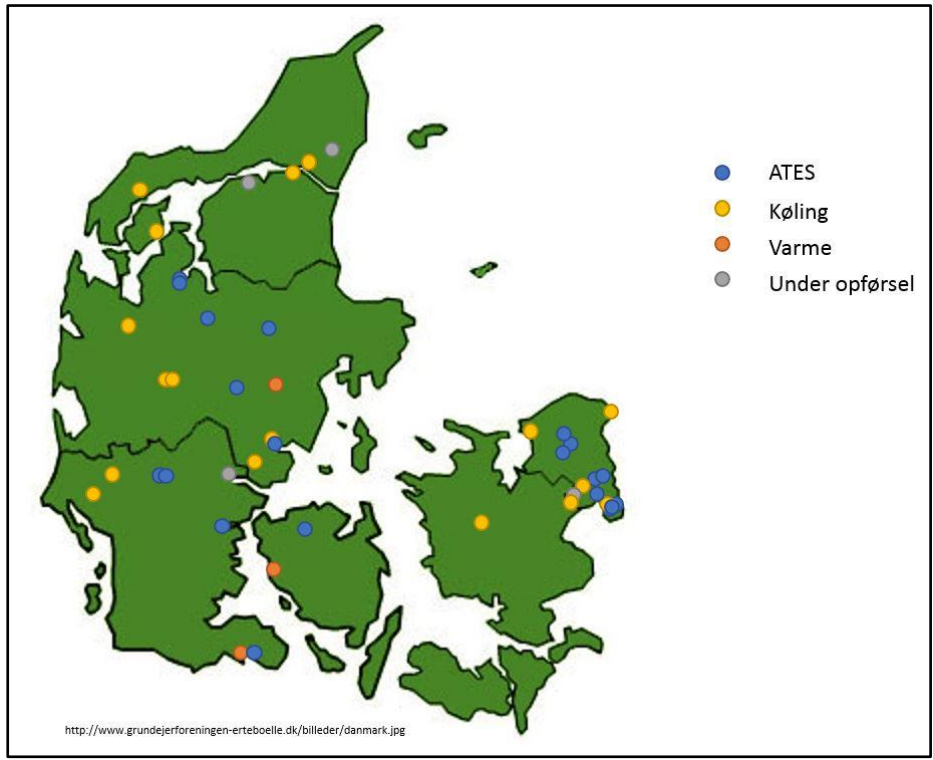 ATES
Køling
Varme
Under opførsel
http://www.grundejerforeningen-erteboelle.dk/billeder/danmark.jpg